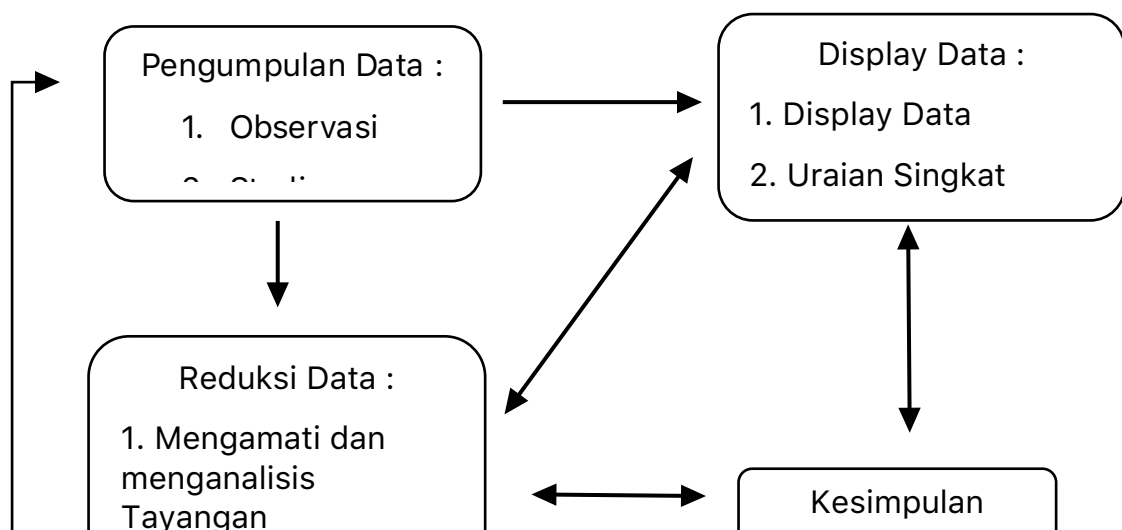 Pengumpulan Data :
1. Observasi
Display Data :
1. Display Data
2. Uraian Singkat
Reduksi Data :
1. Mengamati dan
menganalisis
Tayangan
Kesimpulan